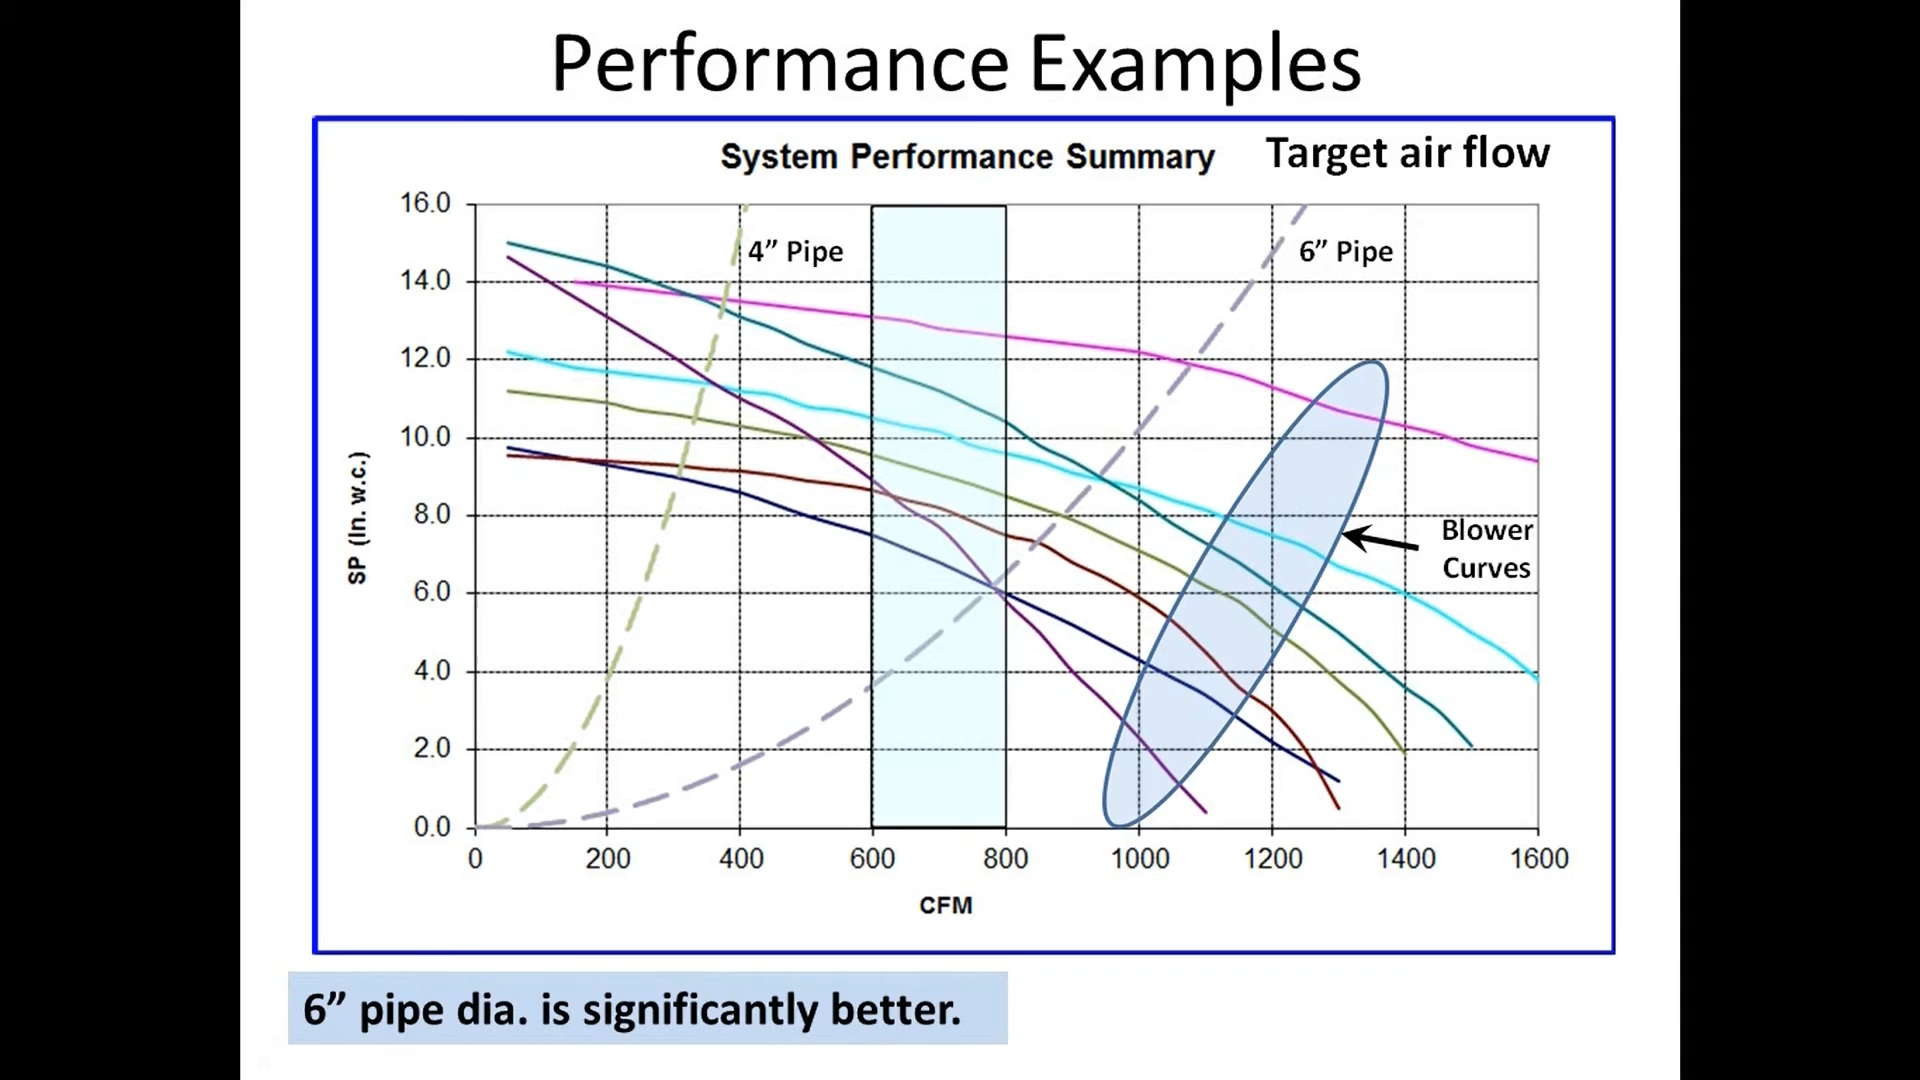 Performance Examples
System Performance Summary
Target air flow
16.0
14.0
12.0
10.0
8.0
6.0
4.0
2.0
0.0
SP (In. w.c.)
4” Pipe
6” Pipe
Blower
Curves
0 200 400 600 800 1000 1200 1400 1600
CFM
6” pipe dia. is significantly better.